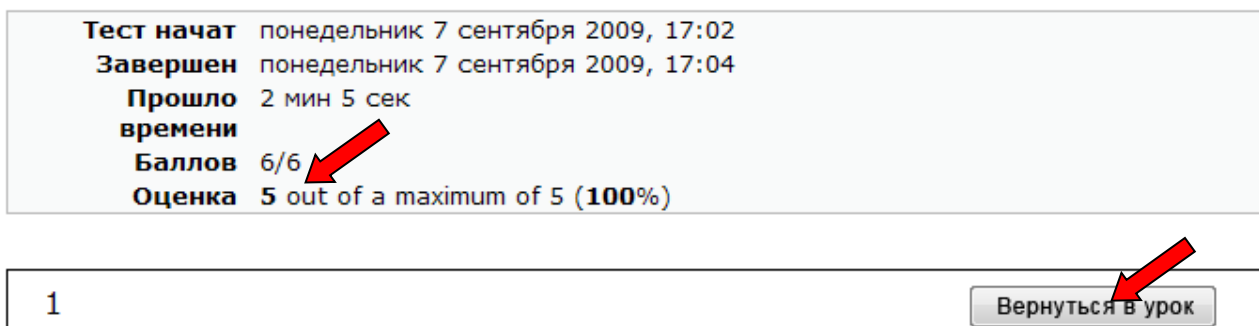 Тест начат понедельник 7 сентября 2009, 17:02
Завершен понедельник 7 сентября 2009, 17:04
Прошло 2 мин 5 сек
времени
Баллов 6/6
Оценка 5 out of a maximum of 5 (100%)
1 Вернуться в урок